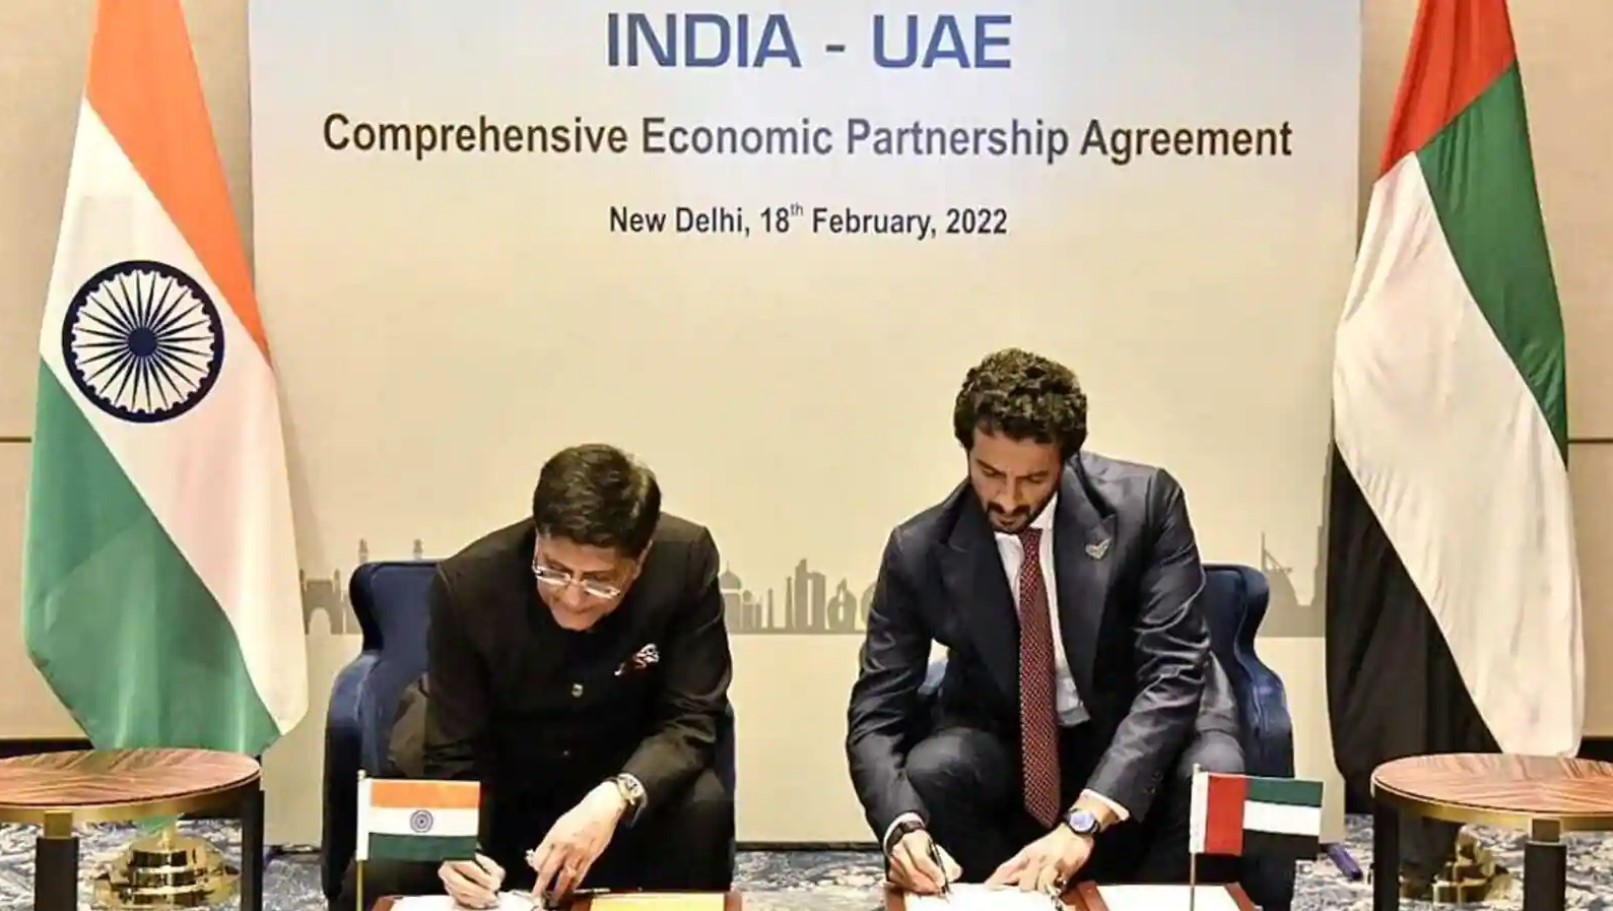 INDIA - UAE
Comprehensive Economic Partnership Agreement
New Delhi, 18th February, 2022